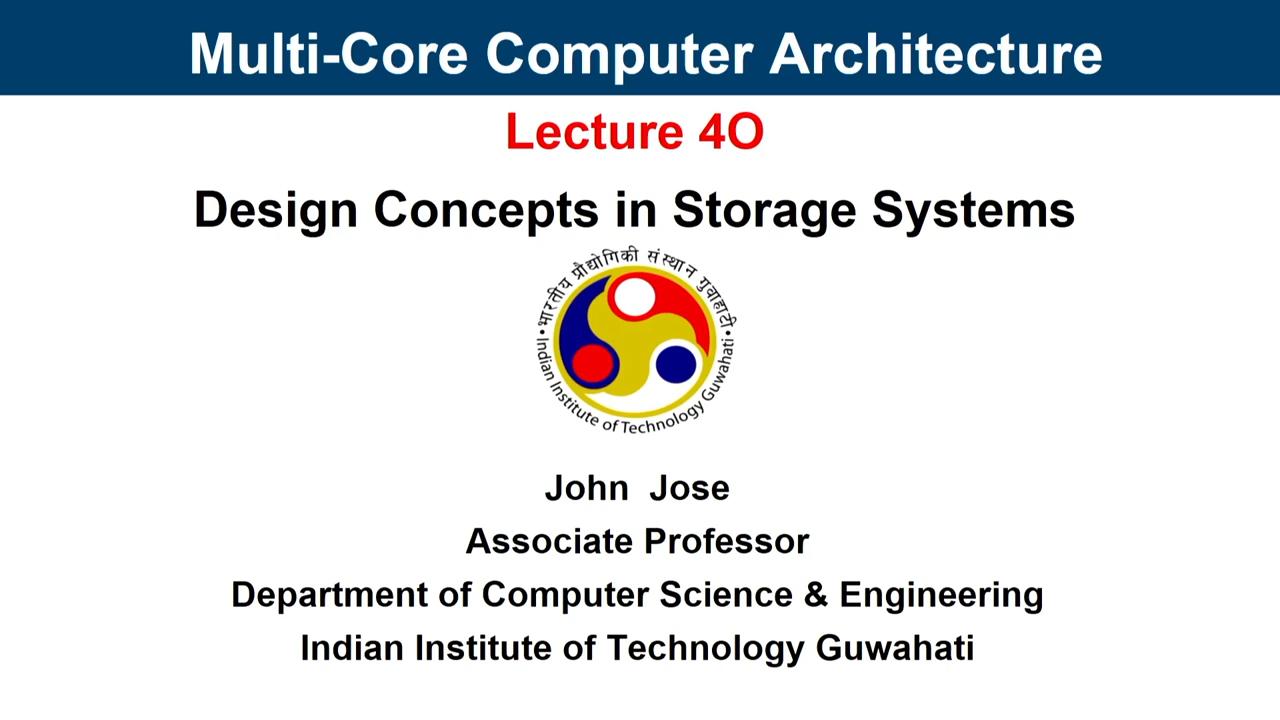 Multi-Core Computer Architecture
Lecture 4O
Design Concepts in Storage Systems
भारतीय प्रौद्योगिकी संस्थान गुवाहाटी
Indian Institute of Technology Guwahati
John Jose
Associate Professor
Department of Computer Science & Engineering
Indian Institute of Technology Guwahati